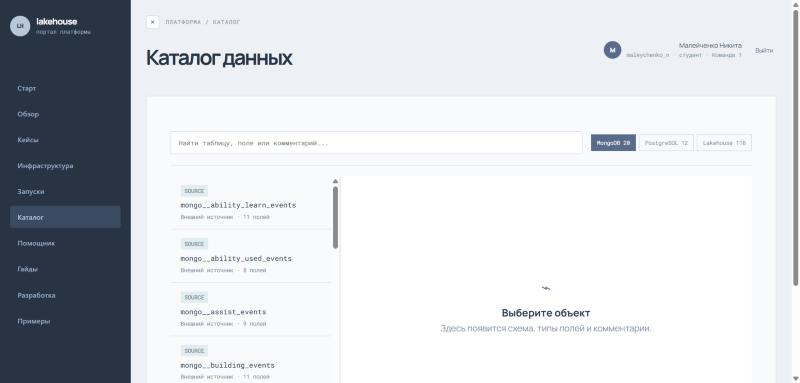 LH
lakehouse
портал платформы
Старт
Обзор
Кейсы
Инфраструктура
Запуски
Каталог
Помощник
Гайды
Разработка
Примеры
ПЛАТФОРМА / КАТАЛОГ
Каталог данных
М
Малейченко Никита
maleychenko_n · студент · Команда 1
Выйти
Найти таблицу, поле или комментарий...
MongoDB 20
PostgreSQL 12
Lakehouse 116
SOURCE
mongo__ability_learn_events
Внешний источник · 11 полей
SOURCE
mongo__ability_used_events
Внешний источник · 8 полей
SOURCE
mongo__assist_events
Внешний источник · 9 полей
SOURCE
mongo__building_events
Внешний источник · 11 полей
Выберите объект
Здесь появится схема, типы полей и комментарии.